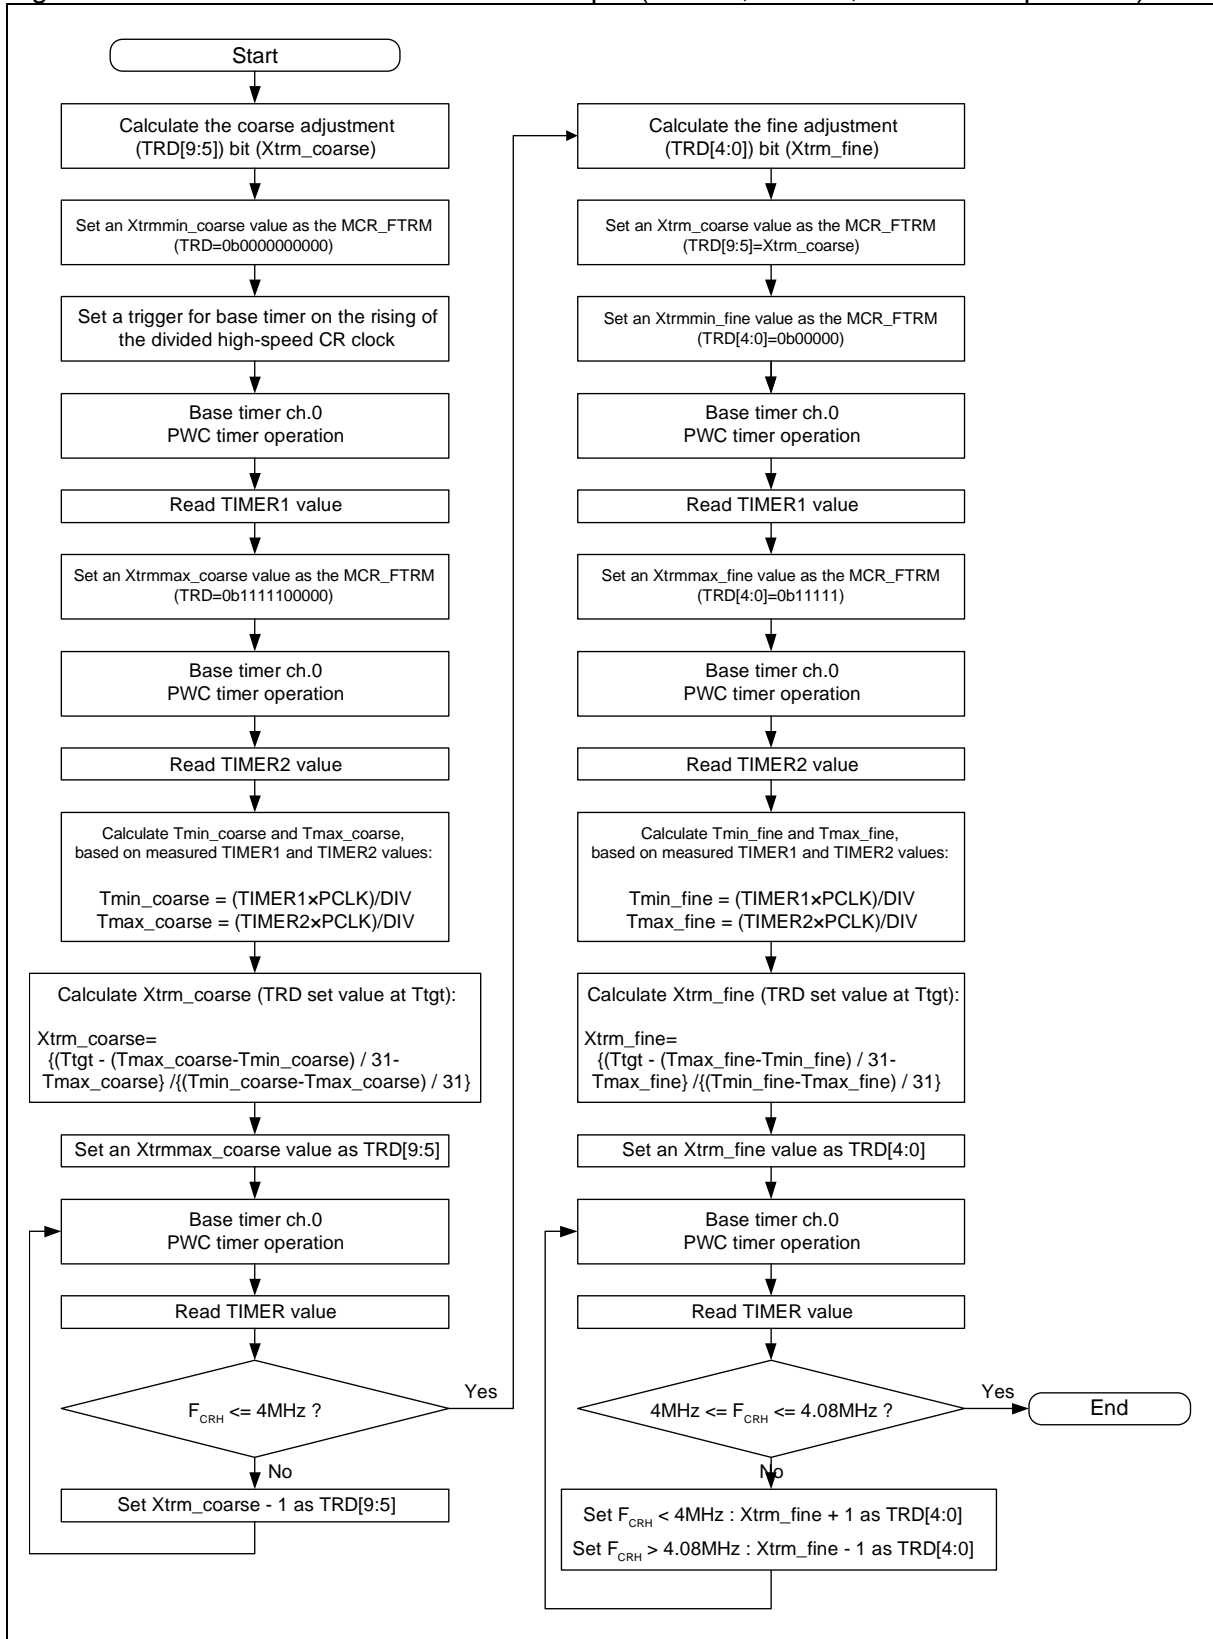 Start
Calculate the coarse adjustment
(TRD[9:5]) bit (Xtrm_coarse)
Set an Xtrmmin_coarse value as the MCR_FTRM
(TRD=0b0000000000)
Set a trigger for base timer on the rising of
the divided high-speed CR clock
Base timer ch.0
PWC timer operation
Read TIMER1 value
Set an Xtrmmax_coarse value as the MCR_FTRM
(TRD=0b1111100000)
Base timer ch.0
PWC timer operation
Read TIMER2 value
Calculate Tmin_coarse and Tmax_coarse,
based on measured TIMER1 and TIMER2 values:
Tmin_coarse = (TIMER1×PCLK)/DIV
Tmax_coarse = (TIMER2×PCLK)/DIV
Calculate Xtrm_coarse (TRD set value at Ttgt):
Xtrm_coarse=
{(Ttgt - (Tmax_coarse-Tmin_coarse) / 31-
Tmax_coarse} /{(Tmin_coarse-Tmax_coarse) / 31}
Set an Xtrmmax_coarse value as TRD[9:5]
Base timer ch.0
PWC timer operation
Read TIMER value
F_CRH <= 4MHz ?
Yes
No
Set Xtrm_coarse - 1 as TRD[9:5]
Calculate the fine adjustment
(TRD[4:0]) bit (Xtrm_fine)
Set an Xtrm_coarse value as the MCR_FTRM
(TRD[9:5]=Xtrm_coarse)
Set an Xtrmmin_fine value as the MCR_FTRM
(TRD[4:0]=0b00000)
Base timer ch.0
PWC timer operation
Read TIMER1 value
Set an Xtrmmax_fine value as the MCR_FTRM
(TRD[4:0]=0b11111)
Base timer ch.0
PWC timer operation
Read TIMER2 value
Calculate Tmin_fine and Tmax_fine,
based on measured TIMER1 and TIMER2 values:
Tmin_fine = (TIMER1×PCLK)/DIV
Tmax_fine = (TIMER2×PCLK)/DIV
Calculate Xtrm_fine (TRD set value at Ttgt):
Xtrm_fine=
{(Ttgt - (Tmax_fine-Tmin_fine) / 31-
Tmax_fine} /{(Tmin_fine-Tmax_fine) / 31}
Set an Xtrm_fine value as TRD[4:0]
Base timer ch.0
PWC timer operation
Read TIMER value
4MHz <= F_CRH <= 4.08MHz ?
Yes
End
No
Set F_CRH < 4MHz : Xtrm_fine + 1 as TRD[4:0]
Set F_CRH > 4.08MHz : Xtrm_fine - 1 as TRD[4:0]